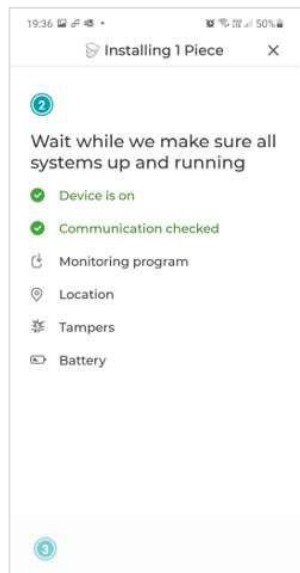 19:36 50%
Installing 1 Piece
2
Wait while we make sure all
systems up and running
Device is on
Communication checked
Monitoring program
Location
Tampers
Battery
3